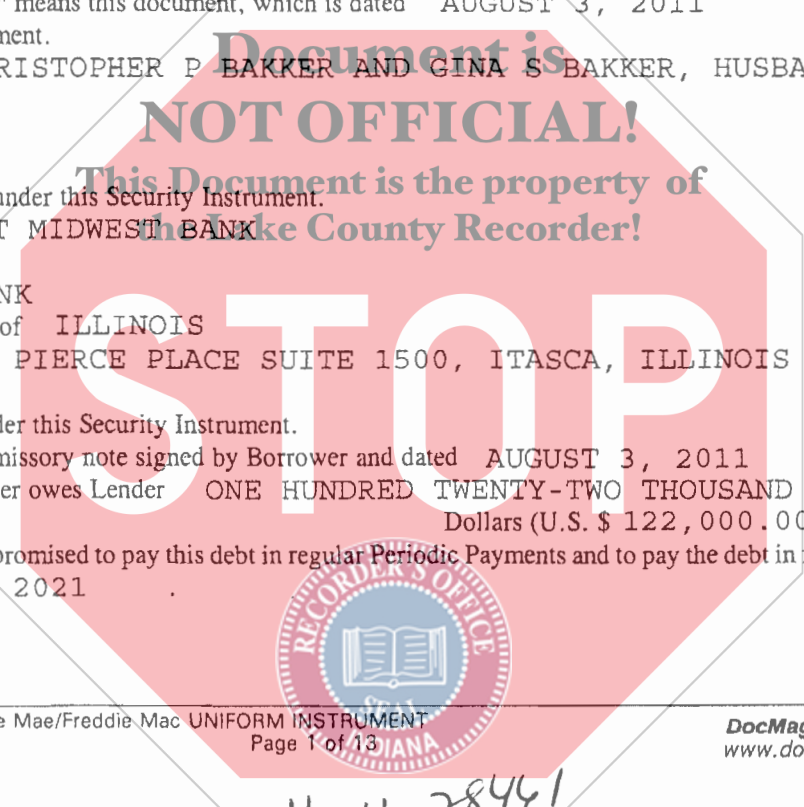 means this document, which is dated AUGUST 3, 2011
ment.
RISTOPHER P BAKKER AND GINA S BAKKER, HUSBA
Document is
NOT OFFICIAL!
This Document is the property of
the Lake County Recorder!
under this Security Instrument.
T MIDWEST BANK
NK
of ILLINOIS
PIERCE PLACE SUITE 1500, ITASCA, ILLINOIS
STOP
der this Security Instrument.
missory note signed by Borrower and dated AUGUST 3, 2011
er owes Lender ONE HUNDRED TWENTY-TWO THOUSAND
Dollars (U.S. $ 122,000.00
promised to pay this debt in regular Periodic Payments and to pay the debt in
2021 .
RECORDER'S OFFICE
SEAL
INDIANA
e Mae/Freddie Mac UNIFORM INSTRUMENT
Page 1 of 13
DocMag
www.do
28461